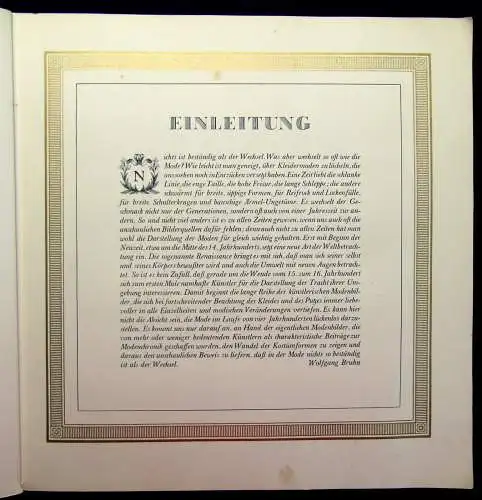 EINLEITUNG
Nichts ist beständig als der Wechsel. Was aber wechselt so oft wie die
Mode? Wie leicht ist man geneigt, über Kleidermoden zu lächeln, die
uns vorher noch in Entzücken versetzt haben. Eine Zeit liebt die schlanke
Linie, die enge Taille, die hohe Frisur, die lange Schleppe; die andere
schwärmt für breite, üppige Formen, für Reifrock und Lockenfülle,
für breite Schulterkragen und bauschige Ärmel-Ungetüme. Es wechselt der Ge-
schmack nicht nur der Generationen, sondern oft auch von einer Jahreszeit zur an-
dern. So und nicht viel anders ist es zu allen Zeiten gewesen, wenn uns auch oft die
anschaulichen Bilderquellen dafür fehlen; denn auch nicht zu allen Zeiten hat man
wohl die Darstellung der Moden für gleich wichtig gehalten. Erst mit Beginn der
Neuzeit, etwa um die Mitte des 14. Jahrhunderts, setzt eine neue Art der Weltbetrach-
tung ein. Die sogenannte Renaissance bringt es mit sich, daß man sich seiner selbst
und seines Körpers bewußter wird und auch die Umwelt mit neuen Augen betrach-
tet. So ist es kein Zufall, daß gerade um die Wende vom 15. zum 16. Jahrhundert
sich zum ersten Male namhafte Künstler für die Darstellung der Tracht ihrer Um-
gebung interessieren. Damit beginnt die lange Reihe der künstlerischen Modenbil-
der, die sich bei fortschreitender Beachtung des Kleides und des Putzes immer liebe-
voller in alle Einzelheiten und modischen Veränderungen vertiefen. Es kann hier
nicht die Absicht sein, die Mode im Laufe von vier Jahrhunderten lückenlos darzu-
stellen. Es kommt uns nur darauf an, an Hand der eigentlichen Modenbilder, die
von mehr oder weniger bedeutenden Künstlern als charakteristische Beiträge zur
Modenchronik geschaffen wurden, den Wandel der Kostümformen zu zeigen und
daraus den anschaulichen Beweis zu liefern, daß in der Mode nichts so beständig
ist als der Wechsel. Wolfgang Bruhn